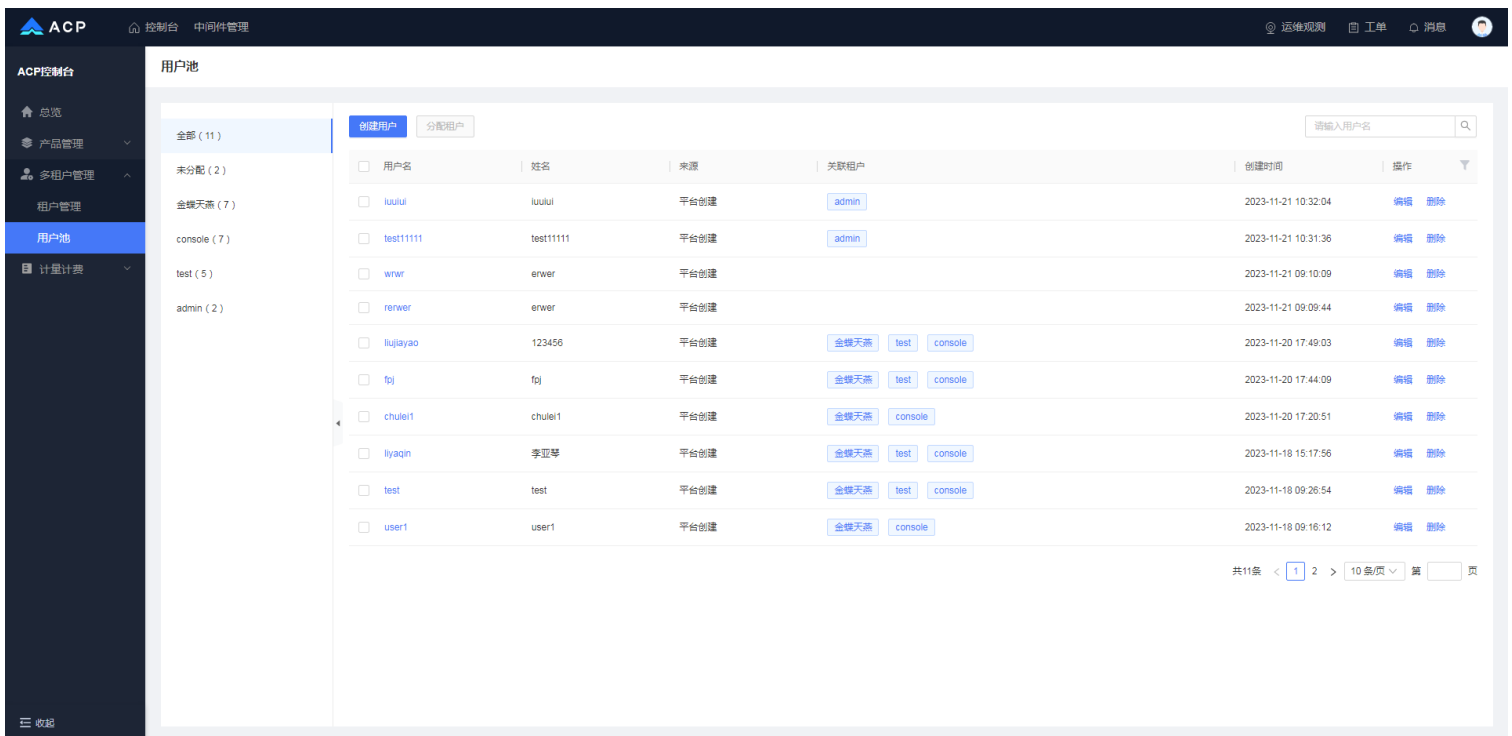 ACP 控制台 中间件管理 运维观测 工单 消息
ACP控制台
总览
产品管理
多租户管理
租户管理
用户池
计量计费
收起
用户池
全部 ( 11 )
未分配 ( 2 )
金蝶天燕 ( 7 )
console ( 7 )
test ( 5 )
admin ( 2 )
创建用户 分配租户 请输入用户名
用户名 姓名 来源 关联租户 创建时间 操作
iuuiui iuuiui 平台创建 admin 2023-11-21 10:32:04 编辑 删除
test11111 test11111 平台创建 admin 2023-11-21 10:31:36 编辑 删除
wrwr erwer 平台创建 2023-11-21 09:10:09 编辑 删除
rerwer erwer 平台创建 2023-11-21 09:09:44 编辑 删除
liujiayao 123456 平台创建 金蝶天燕 test console 2023-11-20 17:49:03 编辑 删除
fpj fpj 平台创建 金蝶天燕 test console 2023-11-20 17:44:09 编辑 删除
chulei1 chulei1 平台创建 金蝶天燕 console 2023-11-20 17:20:51 编辑 删除
liyaqin 李亚琴 平台创建 金蝶天燕 test console 2023-11-18 15:17:56 编辑 删除
test test 平台创建 金蝶天燕 test console 2023-11-18 09:26:54 编辑 删除
user1 user1 平台创建 金蝶天燕 console 2023-11-18 09:16:12 编辑 删除
共11条 < 1 2 > 10 条/页 第 页